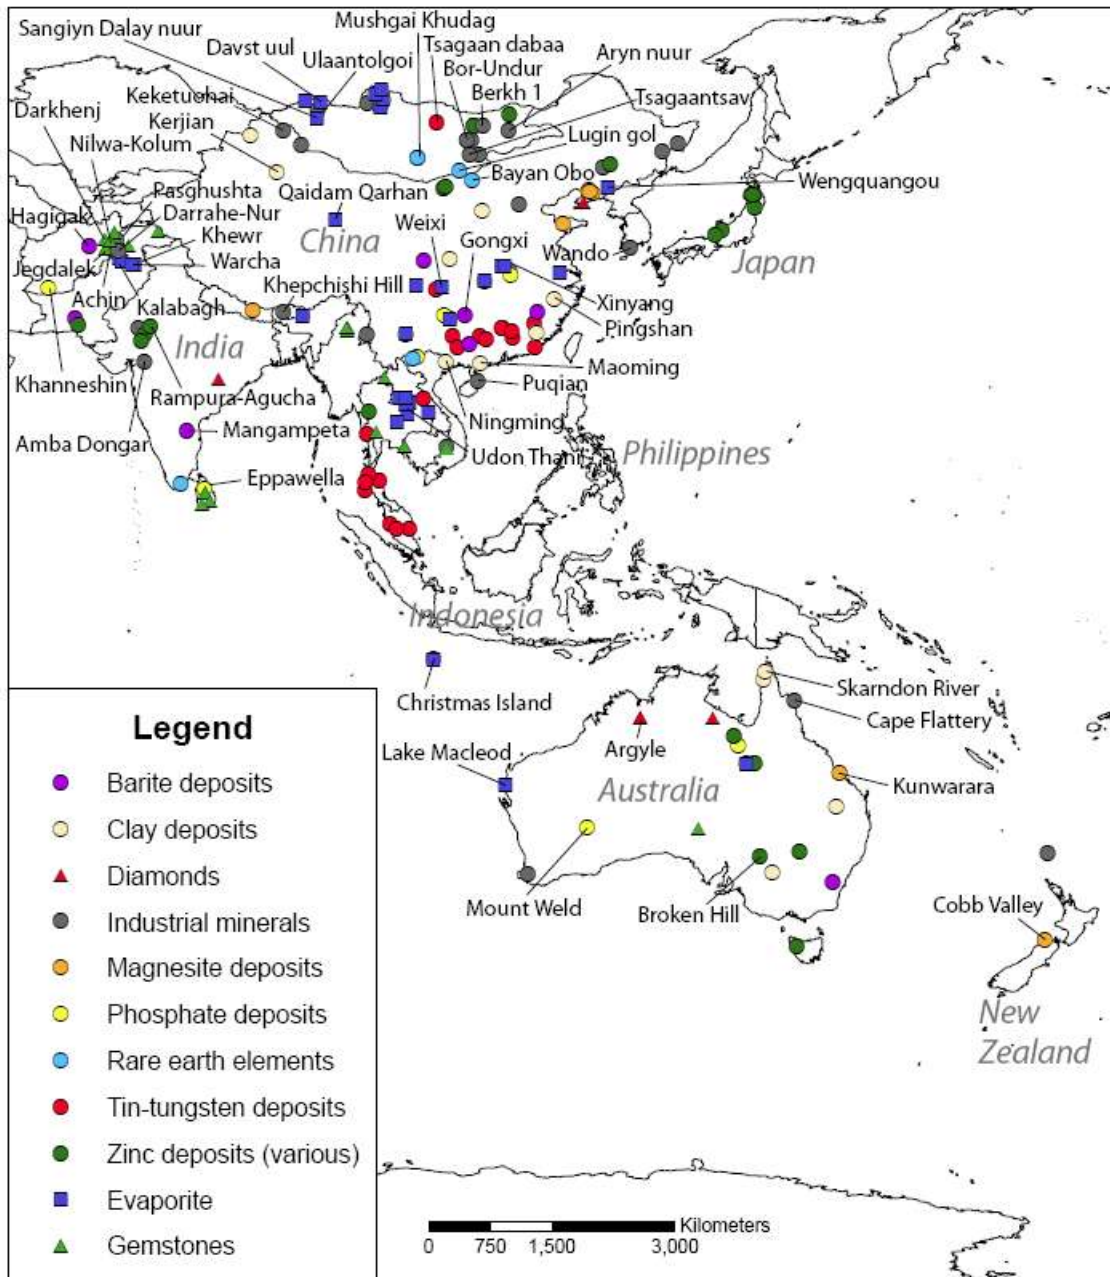 Mushgai Khudag
Sangiyn Dalay nuur
Tsagaan dabaa
Davst uul
Aryn nuur
Ulaantolgoi
Bor-Undur
Keketuohai
Berkh 1
Tsagaantsav
Darkhenj
Kerjian
Lugin gol
Nilwa-Kolum
Bayan Obo
Wengquangou
Pasghushta
Qaidam Qarhan
Hagigak
Darrahe-Nur
Weixi
Gongxi
Khewr
China
Wando
Jegdalek
Warcha
Japan
Achin
Khepchishi Hill
Xinyang
Kalabagh
Pingshan
India
Maoming
Khanneshin
Puqian
Rampura-Agucha
Ningming
Amba Dongar
Mangampeta
Udon Thani
Philippines
Eppawella
Indonesia
Skarndon River
Christmas Island
Cape Flattery
Lake Macleod
Argyle
Australia
Kunwarara
Mount Weld
Broken Hill
Cobb Valley
New
Zealand
Legend
Barite deposits
Clay deposits
Diamonds
Industrial minerals
Magnesite deposits
Phosphate deposits
Rare earth elements
Tin-tungsten deposits
Zinc deposits (various)
Evaporite
Gemstones
Kilometers
0 750 1,500 3,000